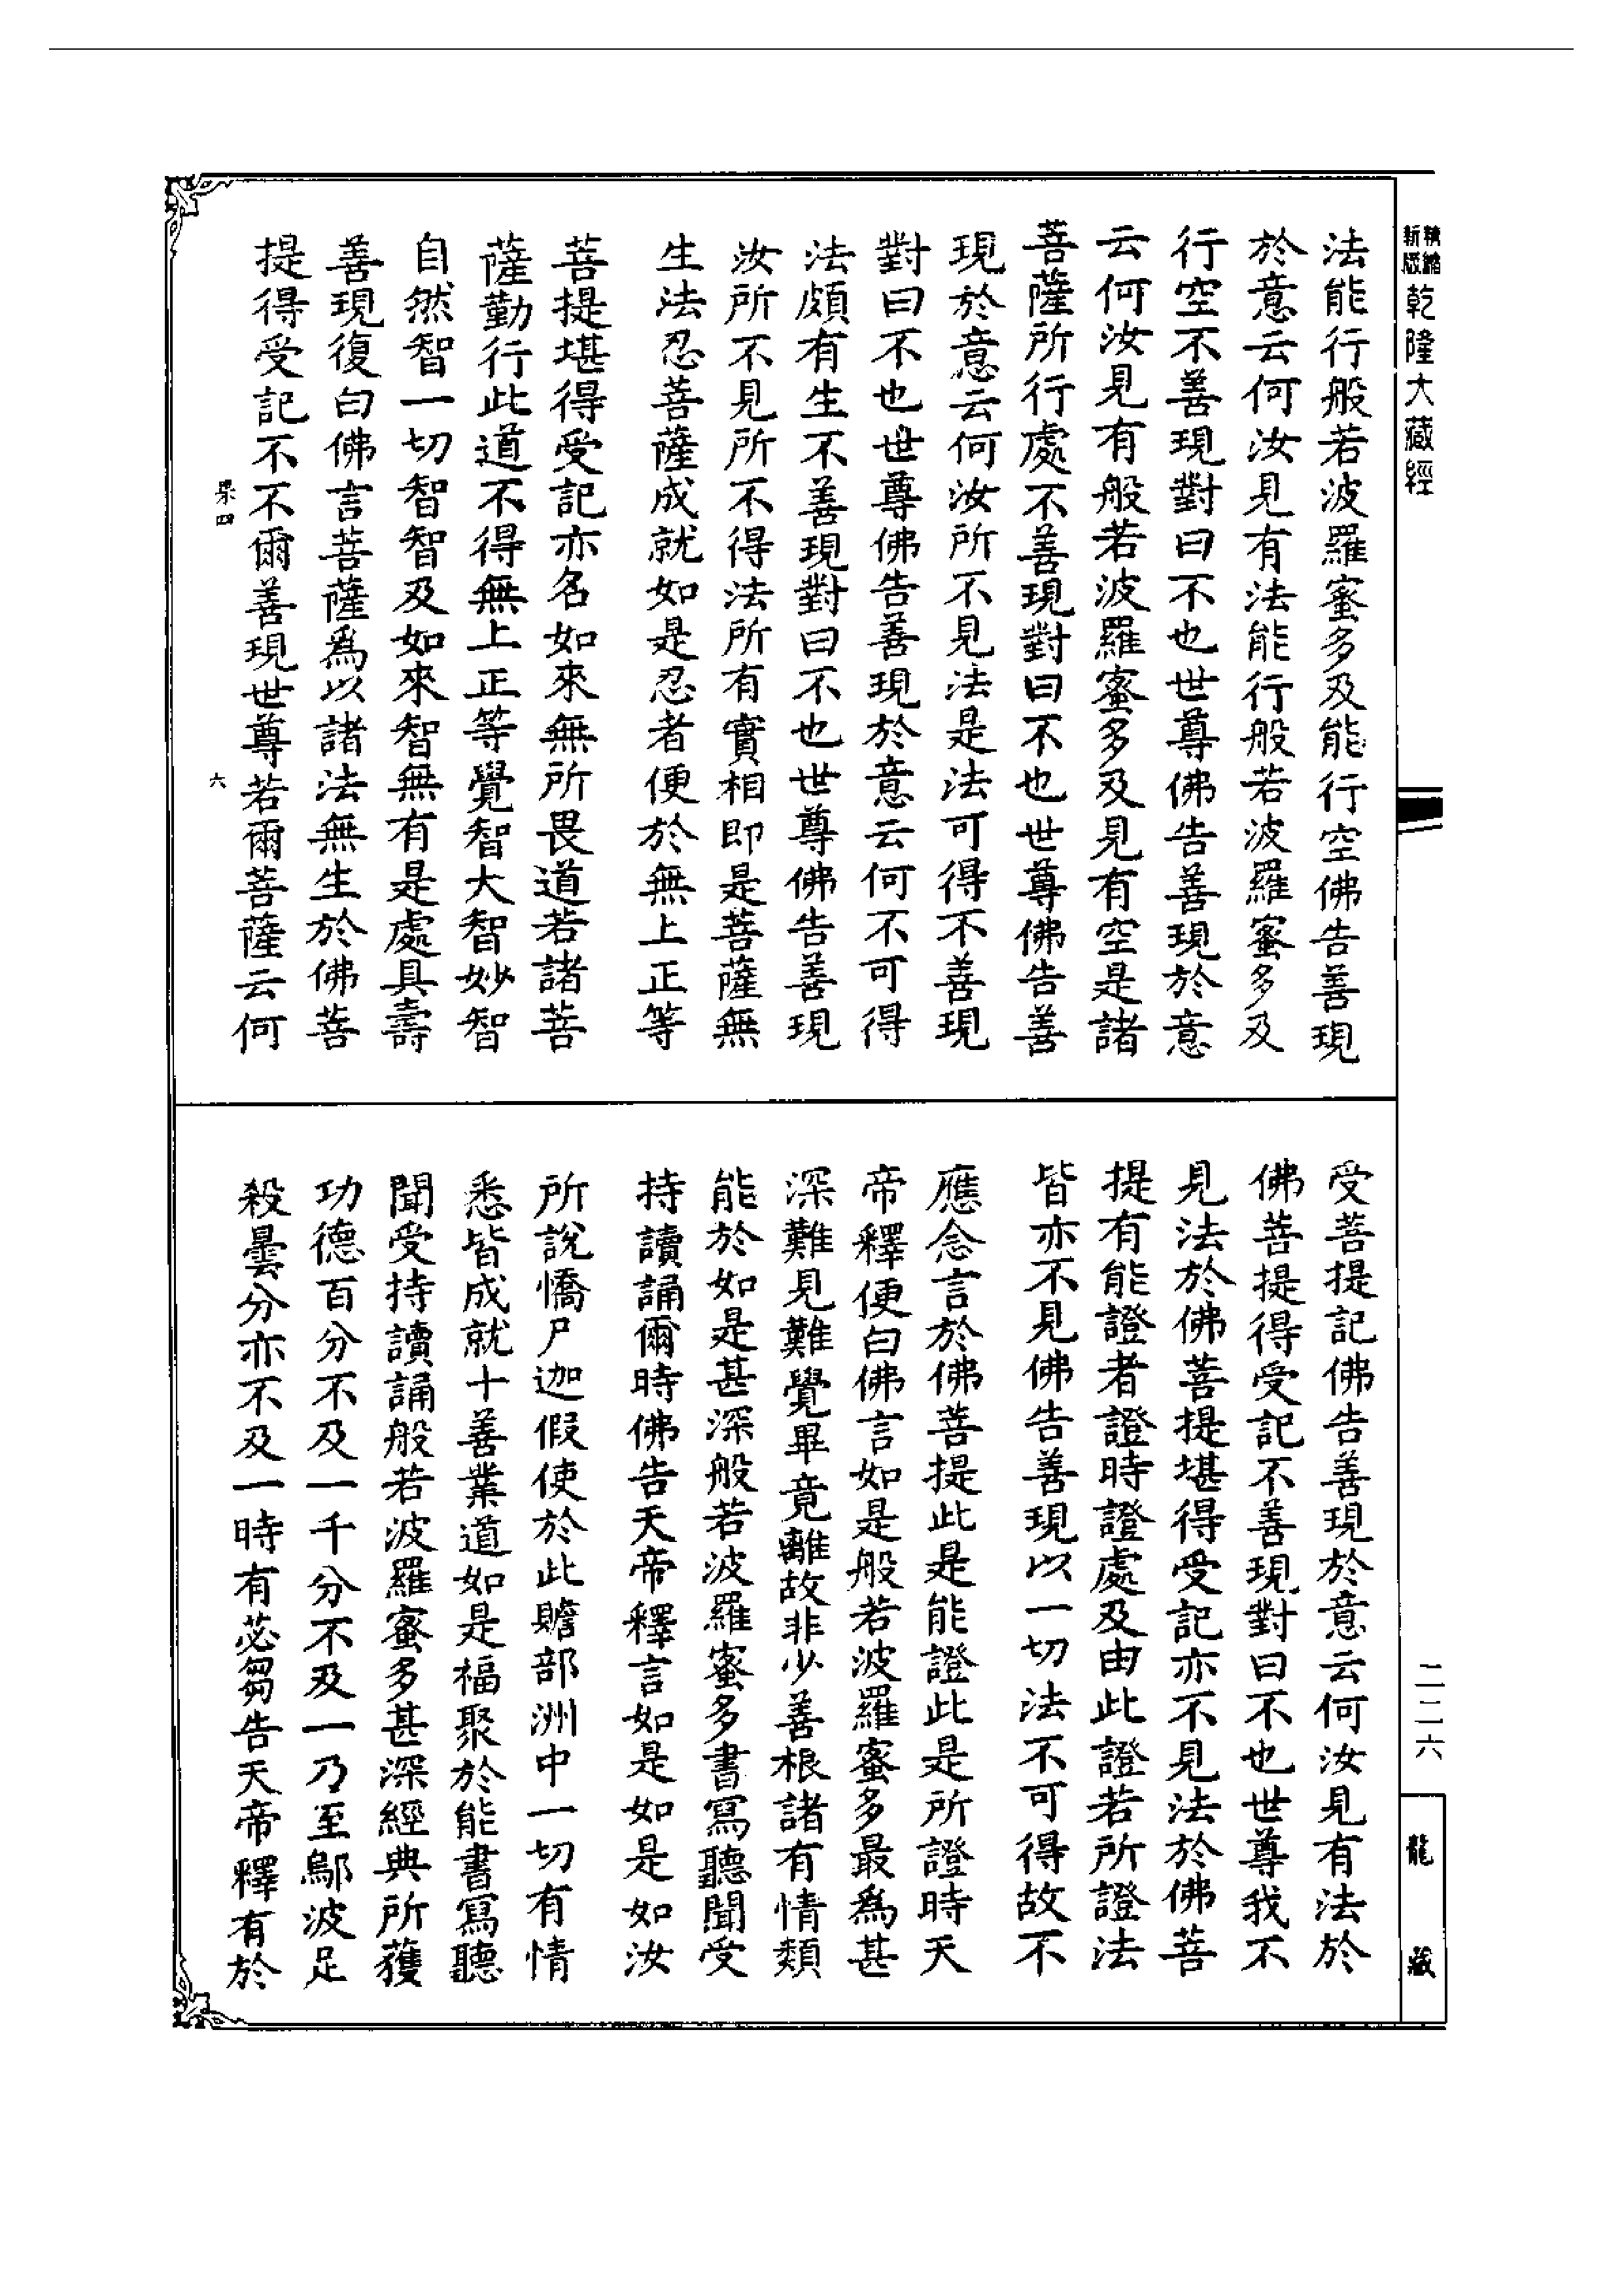 精縮新版乾隆大藏經
法能行般若波羅蜜多及能行空佛告善現
於意云何汝見有法能行般若波羅蜜多及
行空不善現對曰不也世尊佛告善現於意
云何汝見有般若波羅蜜多及見有空是諸
菩薩所行處不善現對曰不也世尊佛告善
現於意云何汝所不見法是法可得不善現
對曰不也世尊佛告善現於意云何不可得
法頗有生不善現對曰不也世尊佛告善現
汝所不見所不得法所有實相即是菩薩無
生法忍菩薩成就如是忍者便於無上正等
菩提堪得受記亦名如來無所畏道若諸菩
薩勤行此道不得無上正等覺智大智妙智
自然智一切智智及如來智無有是處具壽
善現復白佛言菩薩為以諸法無生於佛菩
提得受記不不爾善現世尊若爾菩薩云何
杲四
六
受菩提記佛告善現於意云何汝見有法於
佛菩提得受記不善現對曰不也世尊我不
見法於佛菩提堪得受記亦不見法於佛菩
提有能證者證時證處及由此證若所證法
皆亦不見佛告善現以一切法不可得故不
應念言於佛菩提此是能證此是所證時天
帝釋便白佛言如是般若波羅蜜多最為甚
深難見難覺畢竟離故非少善根諸有情類
能於如是甚深般若波羅蜜多書寫聽聞受
持讀誦爾時佛告天帝釋言如是如是如汝
所說憍尸迦假使於此贍部洲中一切有情
悉皆成就十善業道如是福聚於能書寫聽
聞受持讀誦般若波羅蜜多甚深經典所獲
功德百分不及一千分不及一乃至鄔波尼
殺曇分亦不及一時有苾芻告天帝釋有於
二二六
龍藏